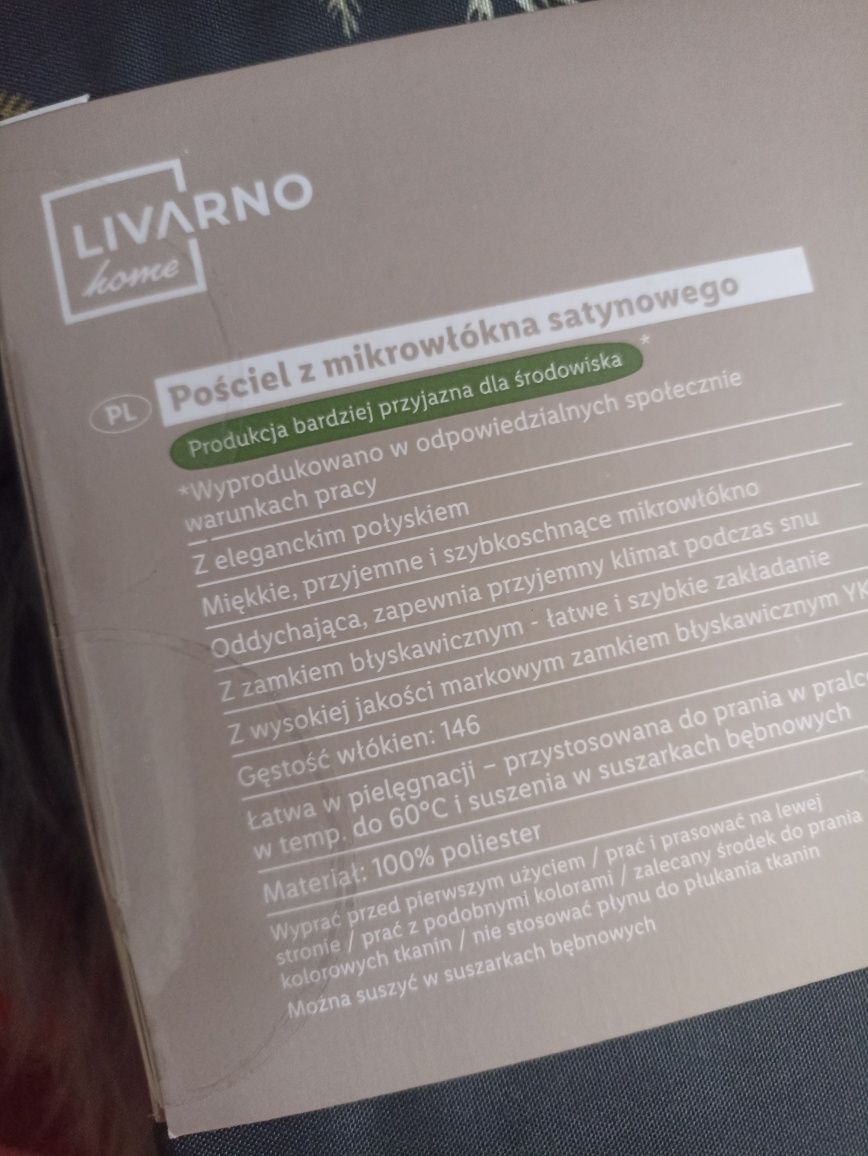 LIVARNO
home
PL
Pościel z mikrowłókna satynowego
Produkcja bardziej przyjazna dla środowiska *
*Wyprodukowano w odpowiedzialnych społecznie
warunkach pracy
Z eleganckim połyskiem
Miękkie, przyjemne i szybkoschnące mikrowłókno
Oddychająca, zapewnia przyjemny klimat podczas snu
Z zamkiem błyskawicznym - łatwe i szybkie zakładanie
Z wysokiej jakości markowym zamkiem błyskawicznym YK
Gęstość włókien: 146
Łatwa w pielęgnacji – przystosowana do prania w pralce
w temp. do 60°C i suszenia w suszarkach bębnowych
Materiał: 100% poliester
Wyprać przed pierwszym użyciem / prać i prasować na lewej
stronie / prać z podobnymi kolorami / zalecany środek do prania
kolorowych tkanin / nie stosować płynu do płukania tkanin
Można suszyć w suszarkach bębnowych